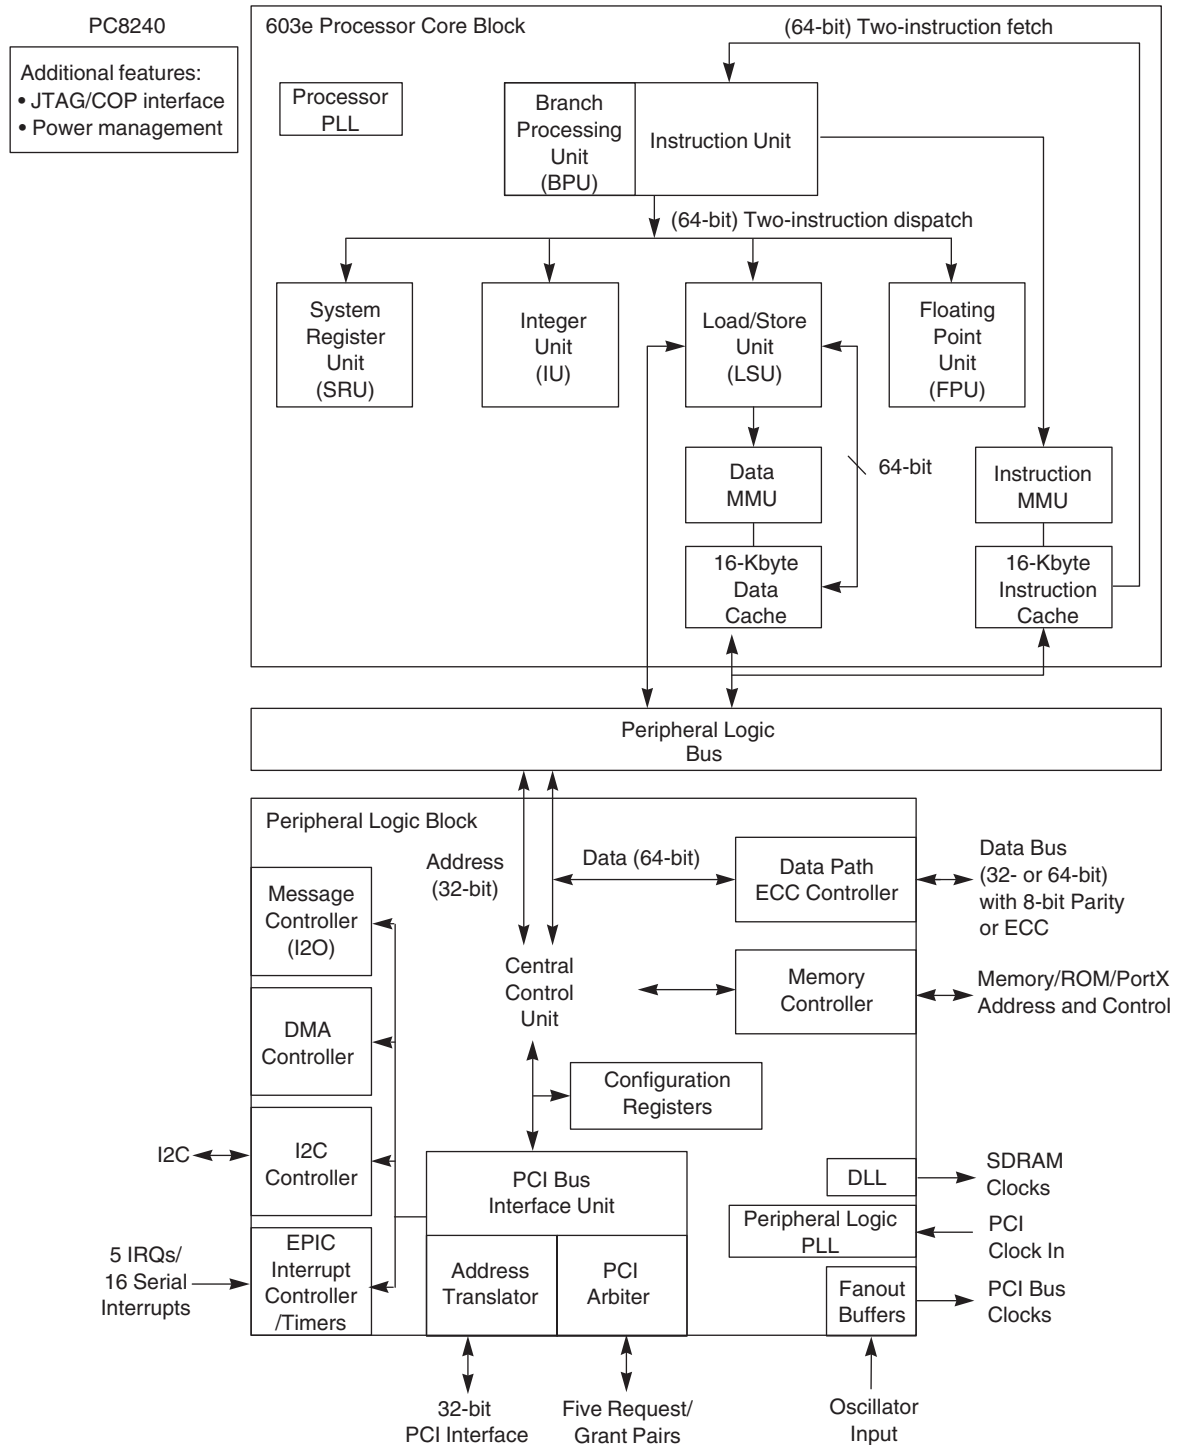 PC8240
Additional features:
• JTAG/COP interface
• Power management
603e Processor Core Block
(64-bit) Two-instruction fetch
Processor
PLL
Branch
Processing
Unit
(BPU)
Instruction Unit
(64-bit) Two-instruction dispatch
System
Register
Unit
(SRU)
Integer
Unit
(IU)
Load/Store
Unit
(LSU)
Floating
Point
Unit
(FPU)
Data
MMU
64-bit
Instruction
MMU
16-Kbyte
Data
Cache
16-Kbyte
Instruction
Cache
Peripheral Logic
Bus
Peripheral Logic Block
Address
(32-bit)
Data (64-bit)
Data Path
ECC Controller
Data Bus
(32- or 64-bit)
with 8-bit Parity
or ECC
Message
Controller
(I2O)
Central
Control
Unit
Memory
Controller
Memory/ROM/PortX
Address and Control
DMA
Controller
Configuration
Registers
I2C
I2C
Controller
PCI Bus
Interface Unit
DLL
SDRAM
Clocks
Peripheral Logic
PLL
PCI
Clock In
5 IRQs/
16 Serial
Interrupts
EPIC
Interrupt
Controller
/Timers
Address
Translator
PCI
Arbiter
Fanout
Buffers
PCI Bus
Clocks
32-bit
PCI Interface
Five Request/
Grant Pairs
Oscillator
Input